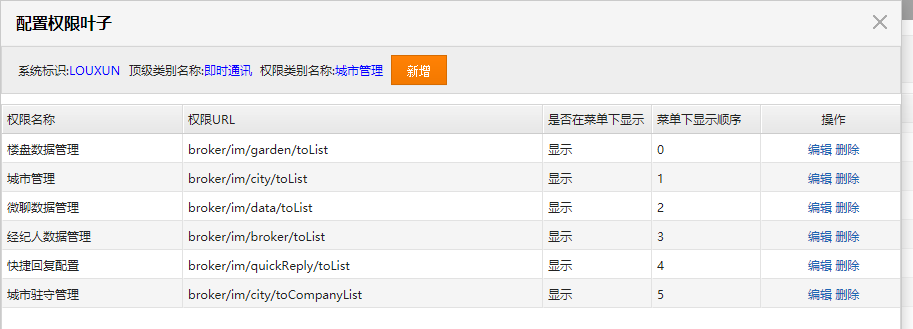 配置权限叶子
系统标识:LOUXUN 顶级类别名称:即时通讯 权限类别名称:城市管理 新增
权限名称 权限URL 是否在菜单下显示 菜单下显示顺序 操作
楼盘数据管理 broker/im/garden/toList 显示 0 编辑 删除
城市管理 broker/im/city/toList 显示 1 编辑 删除
微聊数据管理 broker/im/data/toList 显示 2 编辑 删除
经纪人数据管理 broker/im/broker/toList 显示 3 编辑 删除
快捷回复配置 broker/im/quickReply/toList 显示 4 编辑 删除
城市驻守管理 broker/im/city/toCompanyList 显示 5 编辑 删除